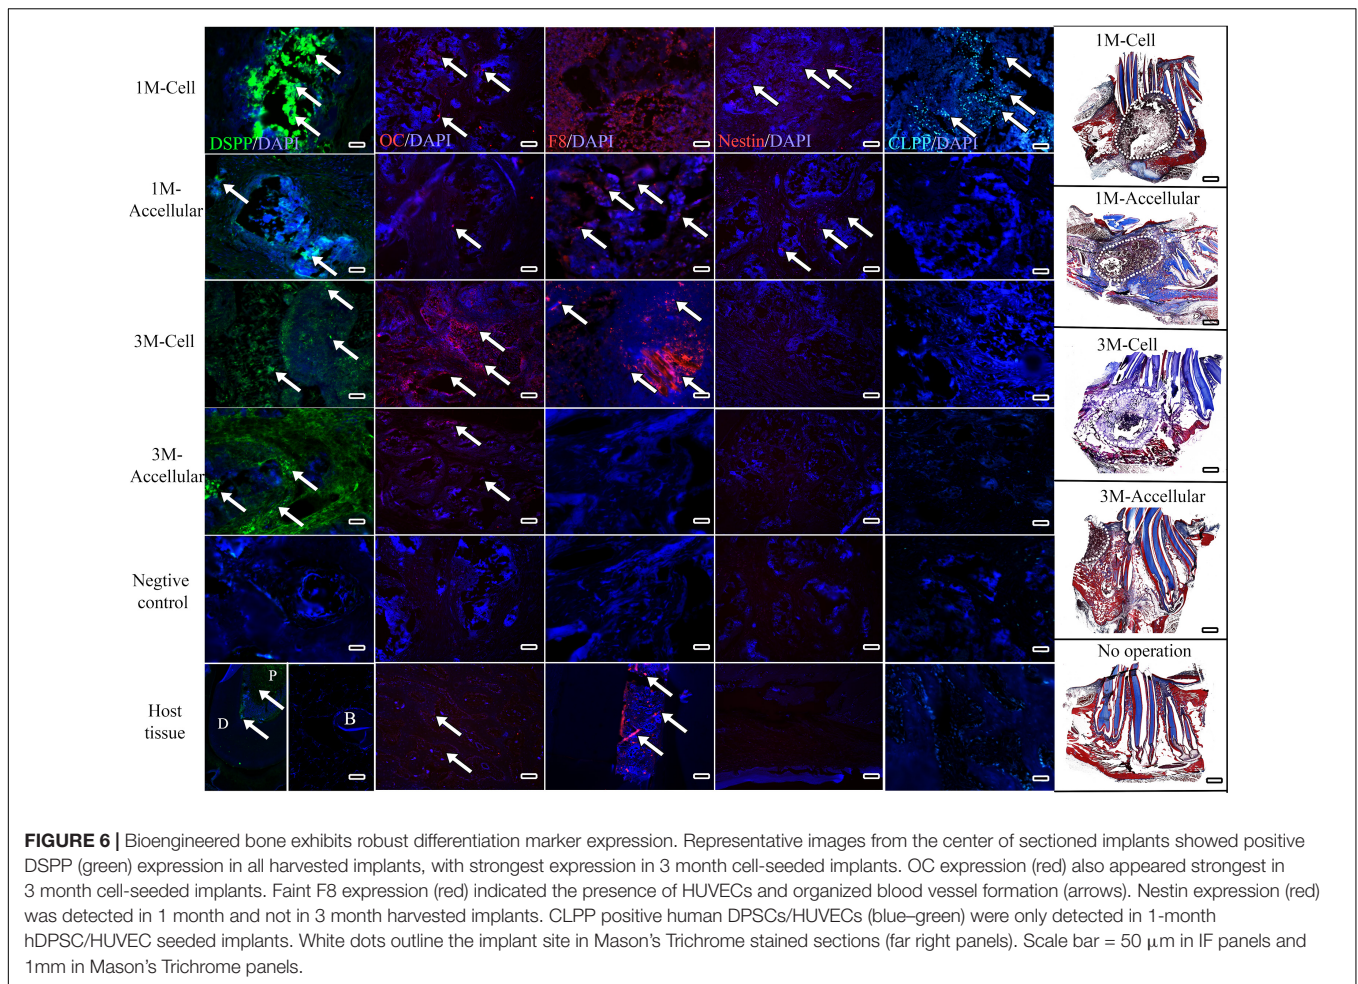 1M-Cell
DSPP/DAPI
OC/DAPI
F8/DAPI
Nestin/DAPI
CLPP/DAPI
1M-Cell
1M-
Accellular
1M-Accellular
3M-Cell
3M-Cell
3M-
Accellular
3M-Accellular
Negtive
control
Host
tissue
D
P
B
No operation
FIGURE 6 | Bioengineered bone exhibits robust differentiation marker expression. Representative images from the center of sectioned implants showed positive
DSPP (green) expression in all harvested implants, with strongest expression in 3 month cell-seeded implants. OC expression (red) also appeared strongest in
3 month cell-seeded implants. Faint F8 expression (red) indicated the presence of HUVECs and organized blood vessel formation (arrows). Nestin expression (red)
was detected in 1 month and not in 3 month harvested implants. CLPP positive human DPSCs/HUVECs (blue–green) were only detected in 1-month
hDPSC/HUVEC seeded implants. White dots outline the implant site in Mason's Trichrome stained sections (far right panels). Scale bar = 50 μm in IF panels and
1mm in Mason's Trichrome panels.